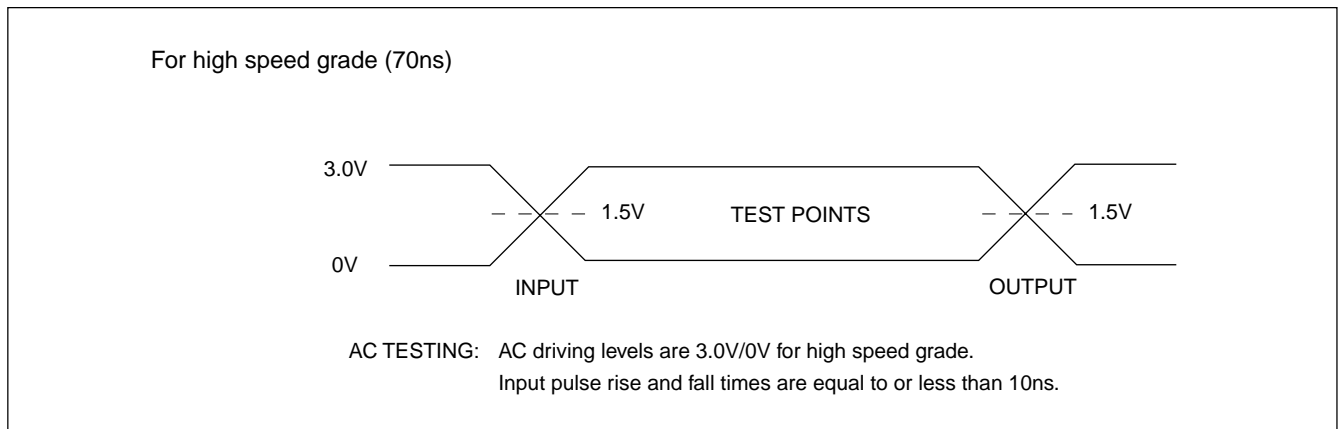 For high speed grade (70ns)
3.0V
1.5V
TEST POINTS
1.5V
0V
INPUT
OUTPUT
AC TESTING: AC driving levels are 3.0V/0V for high speed grade.
Input pulse rise and fall times are equal to or less than 10ns.